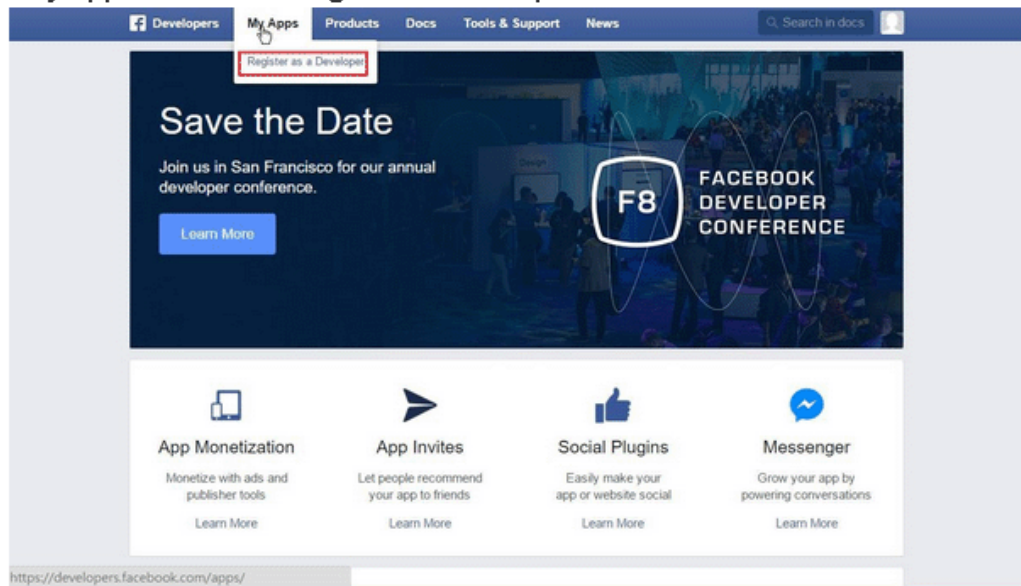 Developers My Apps Products Docs Tools & Support News Search in docs
Register as a Developer
Save the Date
Join us in San Francisco for our annual
developer conference.
Learn More
Design
F8
FACEBOOK
DEVELOPER
CONFERENCE
App Monetization
Monetize with ads and
publisher tools
Learn More
App Invites
Let people recommend
your app to friends
Learn More
Social Plugins
Easily make your
app or website social
Learn More
Messenger
Grow your app by
powering conversations
Learn More
https://developers.facebook.com/apps/